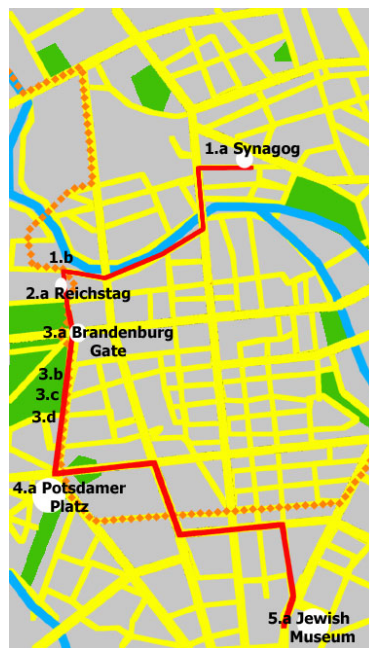 1.a Synagog
1.b
2.a Reichstag
3.a Brandenburg
Gate
3.b
3.c
3.d
4.a Potsdamer
Platz
5.a Jewish
Museum